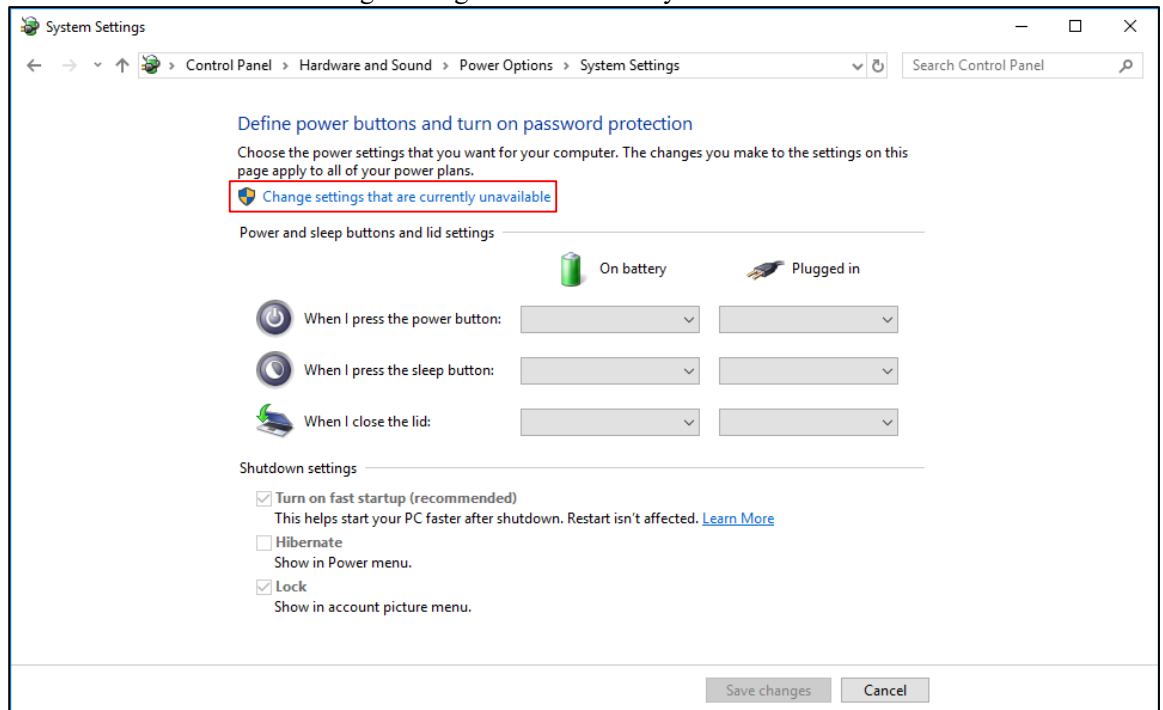 System Settings
Control Panel > Hardware and Sound > Power Options > System Settings
Search Control Panel
Define power buttons and turn on password protection
Choose the power settings that you want for your computer. The changes you make to the settings on this
page apply to all of your power plans.
Change settings that are currently unavailable
Power and sleep buttons and lid settings
On battery
Plugged in
When I press the power button:
When I press the sleep button:
When I close the lid:
Shutdown settings
Turn on fast startup (recommended)
This helps start your PC faster after shutdown. Restart isn't affected. Learn More
Hibernate
Show in Power menu.
Lock
Show in account picture menu.
Save changes
Cancel